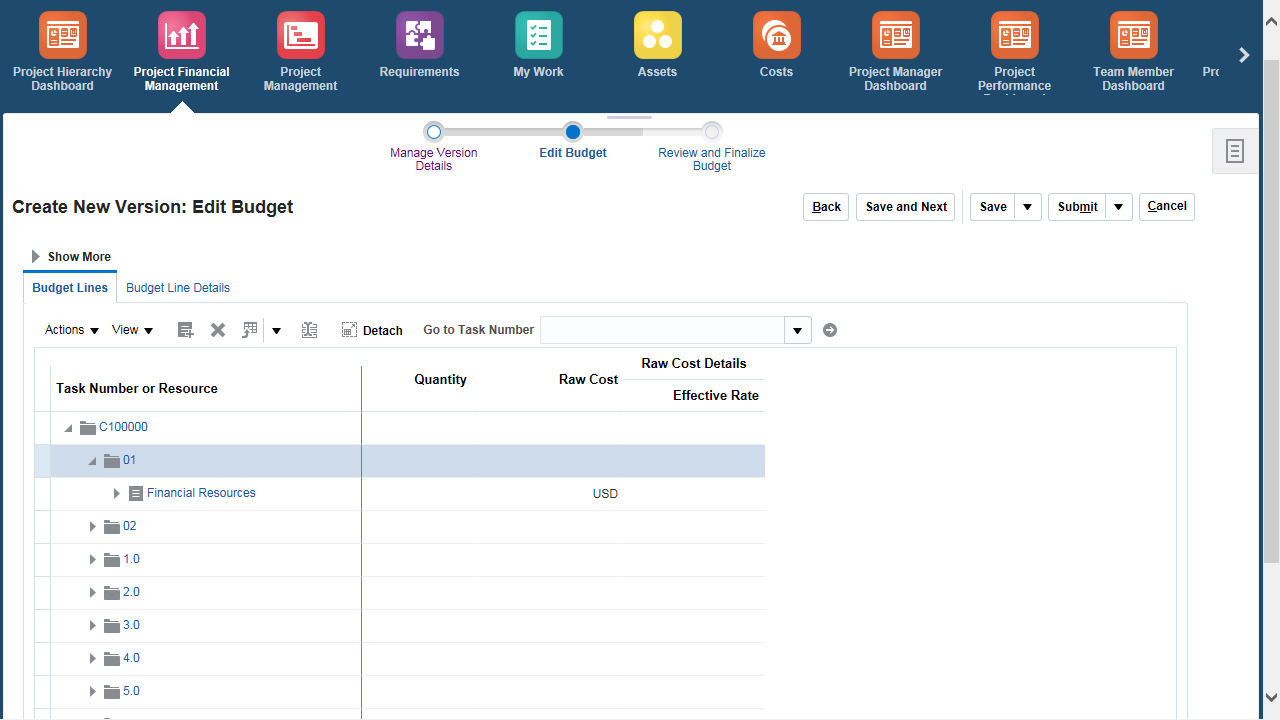 Project Hierarchy
Dashboard
Project Financial
Management
Project
Management
Requirements
My Work
Assets
Costs
Project Manager
Dashboard
Project
Performance
Team Member
Dashboard
Manage Version
Details
Edit Budget
Review and Finalize
Budget
Create New Version: Edit Budget
Back
Save and Next
Save
Submit
Cancel
Show More
Budget Lines
Budget Line Details
Actions
View
Detach
Go to Task Number
Task Number or Resource
Quantity
Raw Cost
Raw Cost Details
Effective Rate
C100000
01
Financial Resources
USD
02
1.0
2.0
3.0
4.0
5.0